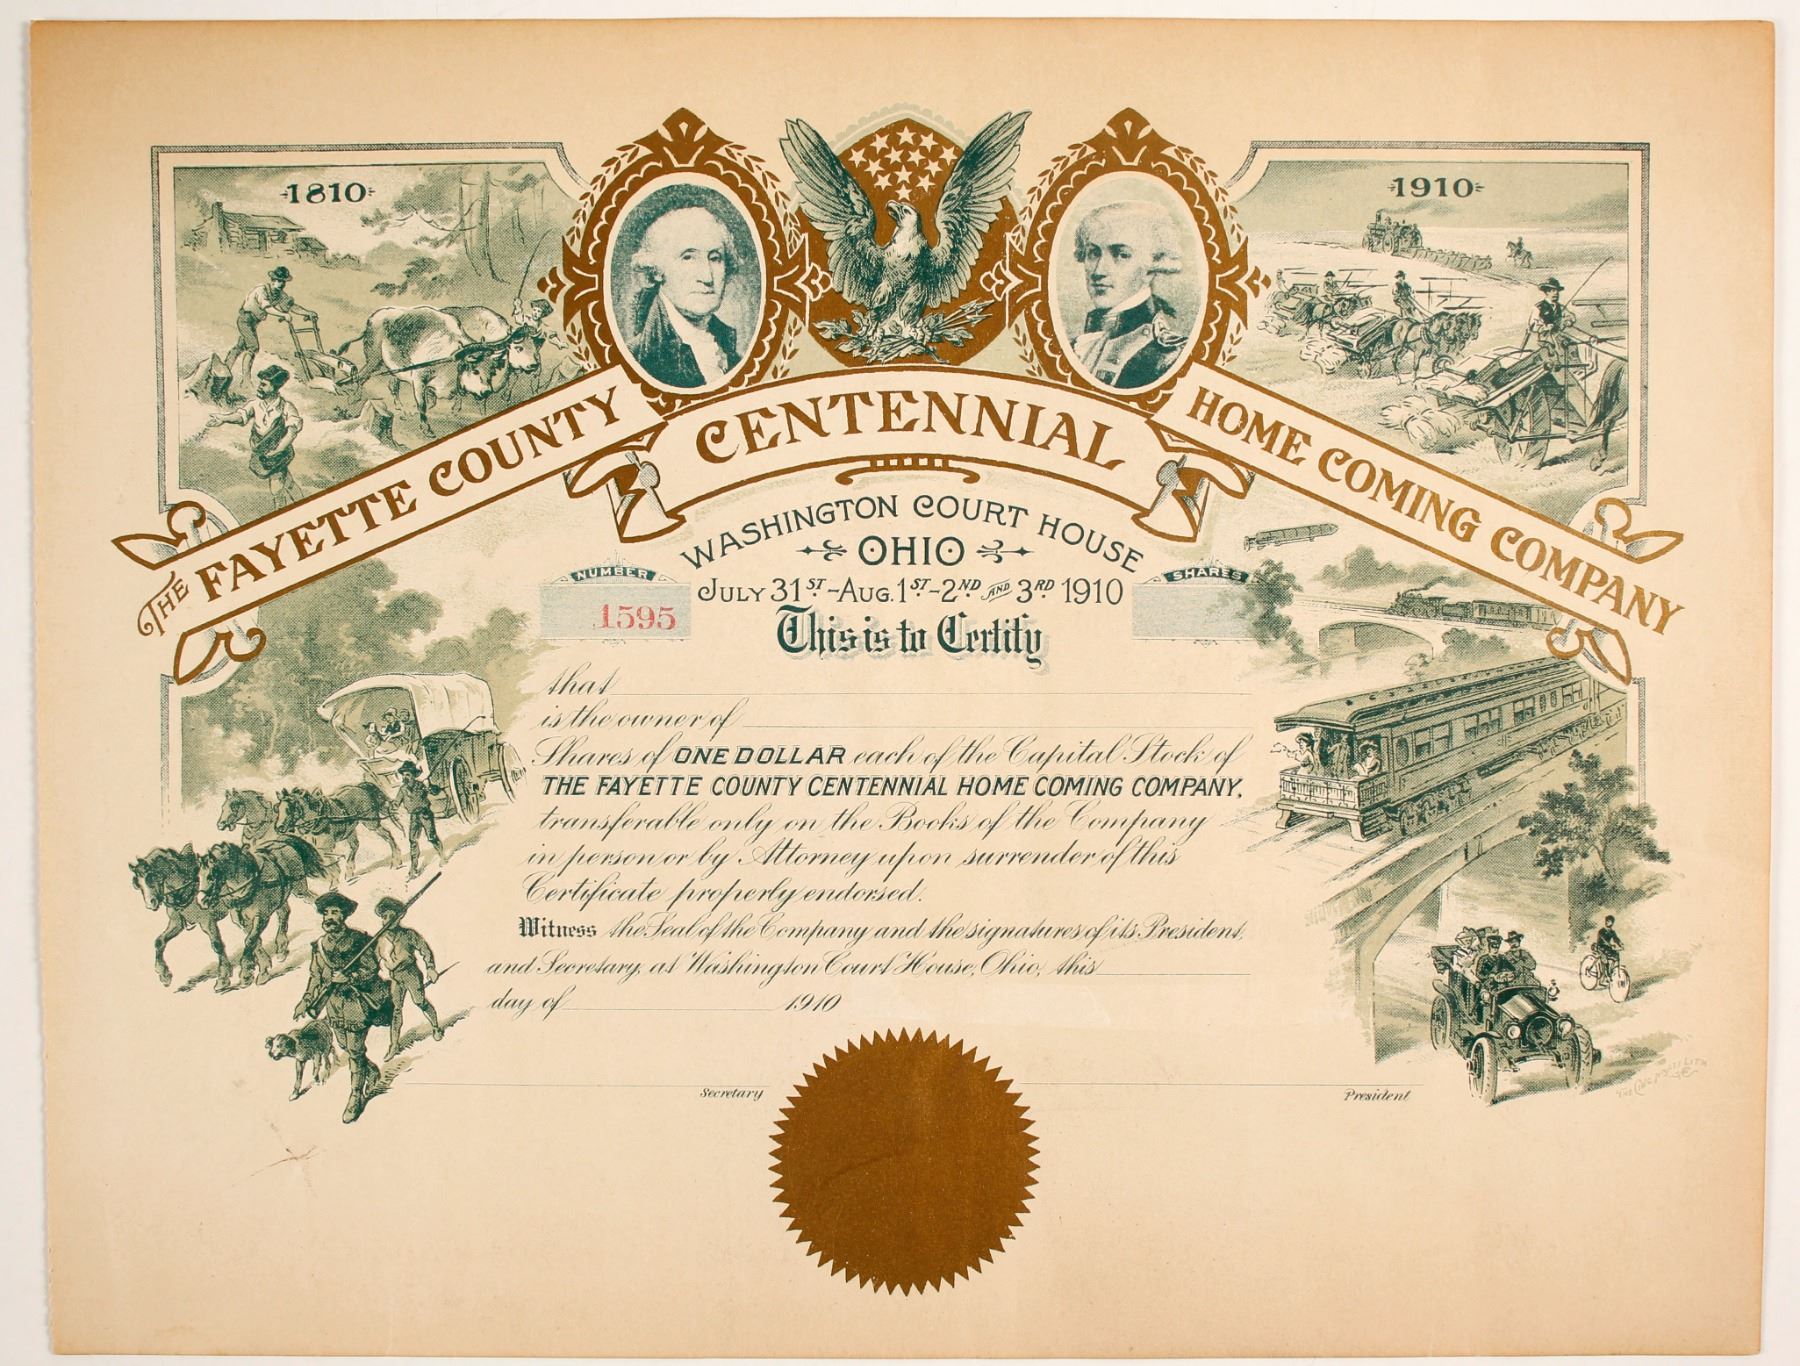 1810
1910
THE FAYETTE COUNTY CENTENNIAL HOME COMING COMPANY
WASHINGTON COURT HOUSE
OHIO
JULY 31ST - AUG. 1ST - 2ND AND 3RD 1910
NUMBER
1595
SHARES
This is to Certify
that
is the owner of
Shares of ONE DOLLAR each of the Capital Stock of
THE FAYETTE COUNTY CENTENNIAL HOME COMING COMPANY,
transferable only on the Books of the Company
in person or by Attorney upon surrender of this
Certificate properly endorsed.
Witness the Seal of the Company and the signatures of its President,
and Secretary, at Washington Court House, Ohio, this
day of 1910
Secretary
President